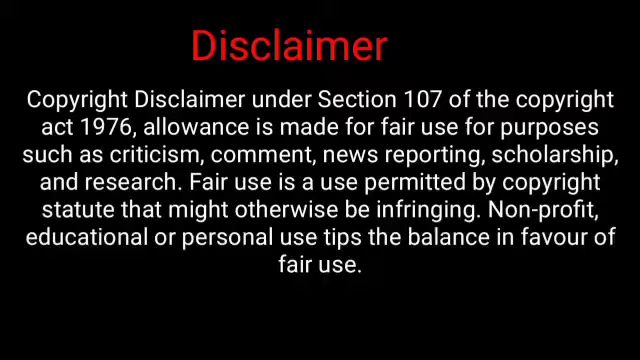 Disclaimer
Copyright Disclaimer under Section 107 of the copyright
act 1976, allowance is made for fair use for purposes
such as criticism, comment, news reporting, scholarship,
and research. Fair use is a use permitted by copyright
statute that might otherwise be infringing. Non-profit,
educational or personal use tips the balance in favour of
fair use.